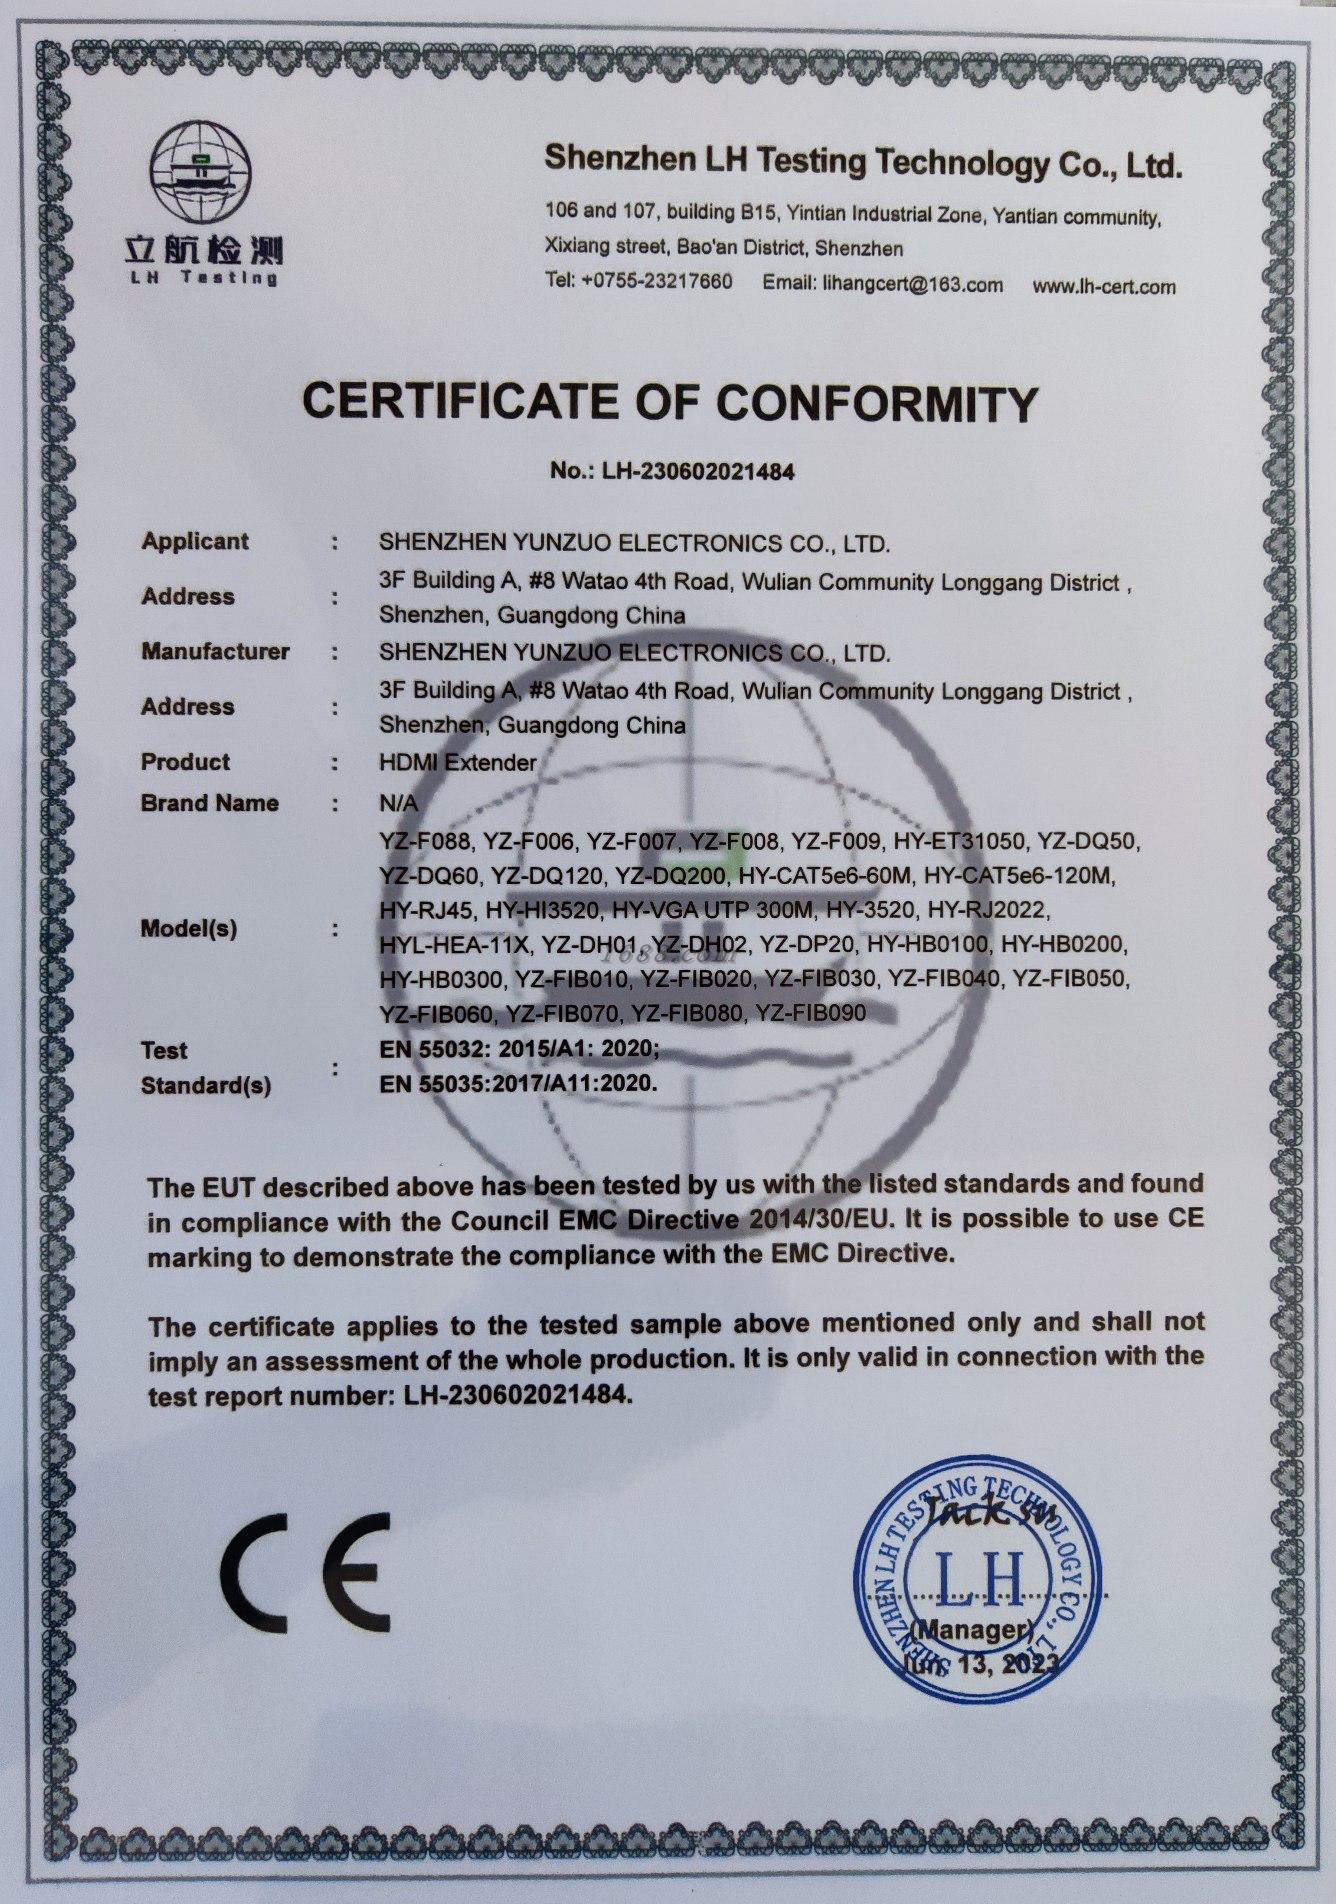 Shenzhen LH Testing Technology Co., Ltd.
106 and 107, building B15, Yintian Industrial Zone, Yantian community,
Xixiang street, Bao'an District, Shenzhen
Tel: +0755-23217660 Email: lihangcert@163.com www.lh-cert.com
立航检测
LH Testing
CERTIFICATE OF CONFORMITY
No.: LH-230602021484
Applicant : SHENZHEN YUNZUO ELECTRONICS CO., LTD.
Address : 3F Building A, #8 Watao 4th Road, Wulian Community Longgang District ,
Shenzhen, Guangdong China
Manufacturer : SHENZHEN YUNZUO ELECTRONICS CO., LTD.
Address : 3F Building A, #8 Watao 4th Road, Wulian Community Longgang District ,
Shenzhen, Guangdong China
Product : HDMI Extender
Brand Name : N/A
Model(s) : YZ-F088, YZ-F006, YZ-F007, YZ-F008, YZ-F009, HY-ET31050, YZ-DQ50,
YZ-DQ60, YZ-DQ120, YZ-DQ200, HY-CAT5e6-60M, HY-CAT5e6-120M,
HY-RJ45, HY-HI3520, HY-VGA UTP 300M, HY-3520, HY-RJ2022,
HYL-HEA-11X, YZ-DH01, YZ-DH02, YZ-DP20, HY-HB0100, HY-HB0200,
1688.com
HY-HB0300, YZ-FIB010, YZ-FIB020, YZ-FIB030, YZ-FIB040, YZ-FIB050,
YZ-FIB060, YZ-FIB070, YZ-FIB080, YZ-FIB090
Test Standard(s) : EN 55032: 2015/A1: 2020;
EN 55035:2017/A11:2020.
The EUT described above has been tested by us with the listed standards and found
in compliance with the Council EMC Directive 2014/30/EU. It is possible to use CE
marking to demonstrate the compliance with the EMC Directive.
The certificate applies to the tested sample above mentioned only and shall not
imply an assessment of the whole production. It is only valid in connection with the
test report number: LH-230602021484.
CE
SHENZHEN LH TESTING TECHNOLOGY CO., LTD
Jack su
LH
(Manager)
Jun. 13, 2023